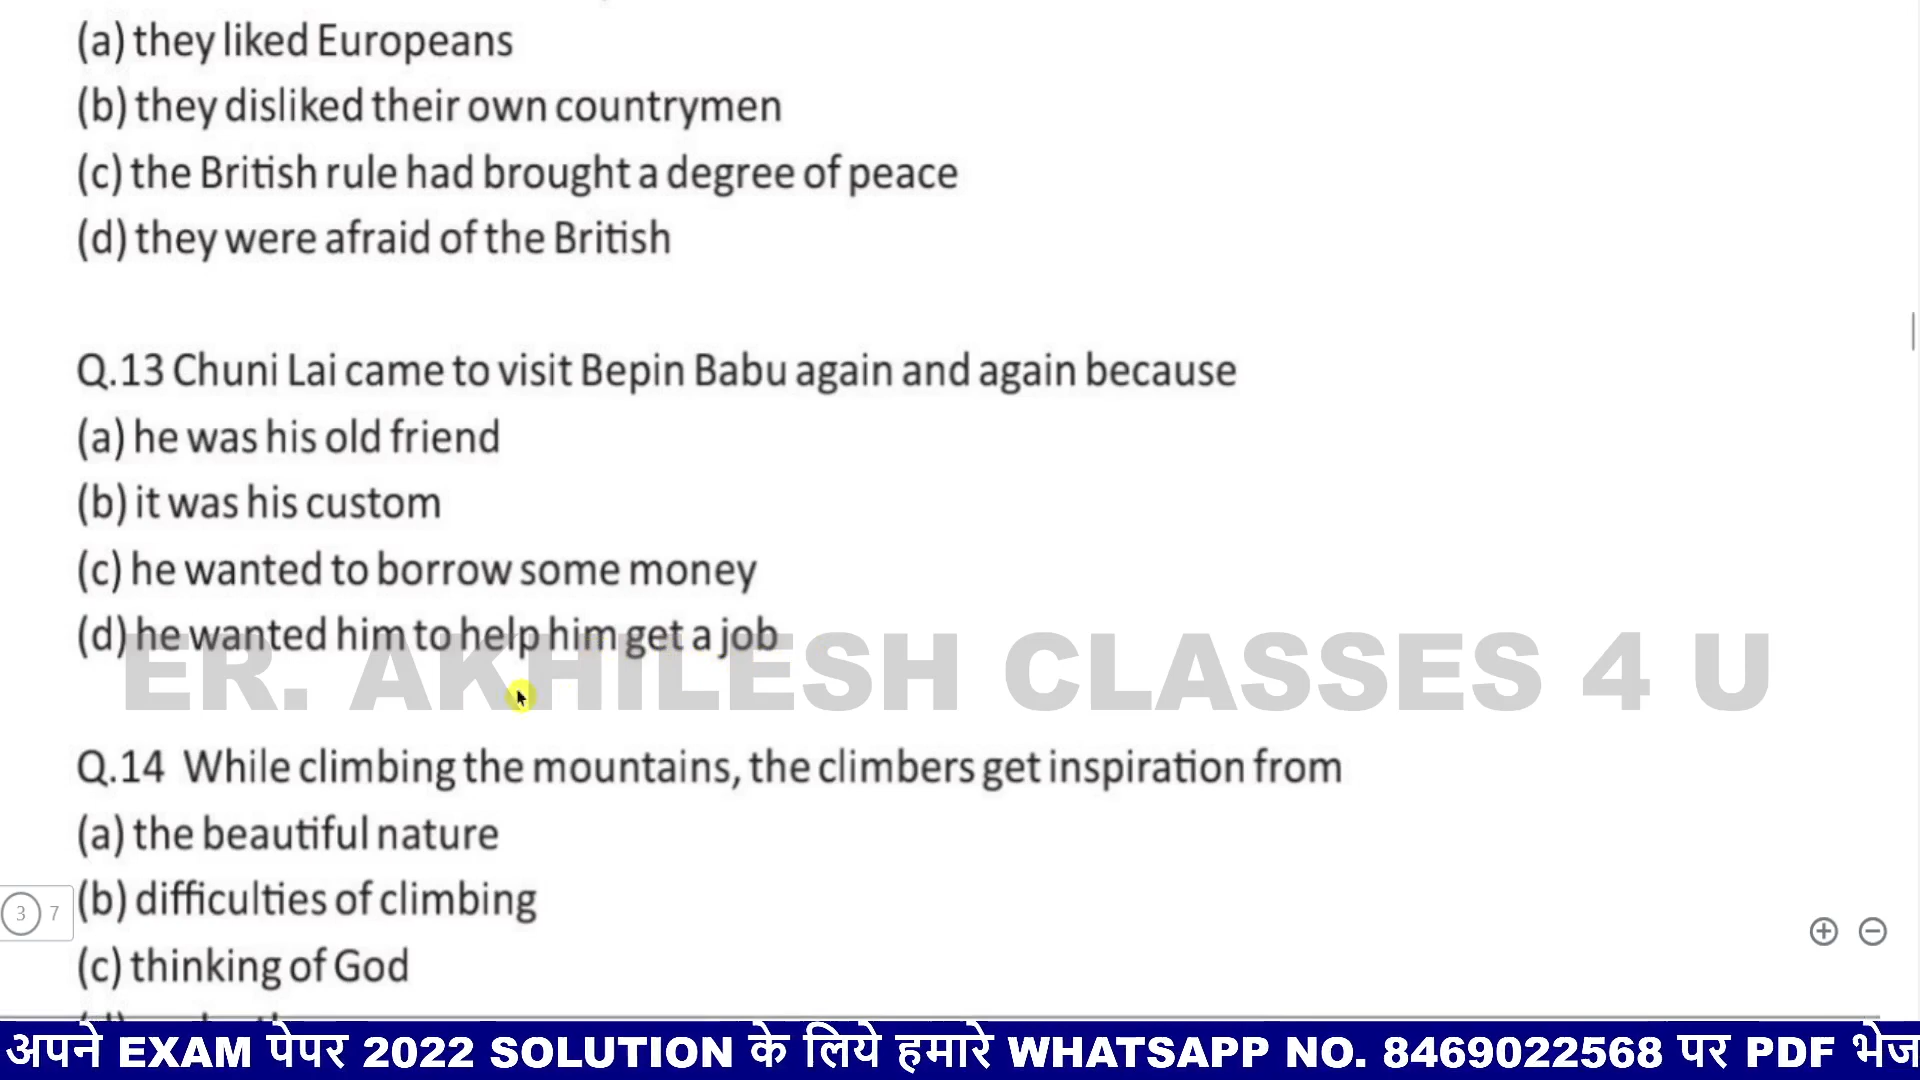 (a) they liked Europeans
(b) they disliked their own countrymen
(c) the British rule had brought a degree of peace
(d) they were afraid of the British
Q.13 Chuni Lai came to visit Bepin Babu again and again because
(a) he was his old friend
(b) it was his custom
(c) he wanted to borrow some money
(d) he wanted him to help him get a job
ER. AKHILESH CLASSES 4 U
Q.14 While climbing the mountains, the climbers get inspiration from
(a) the beautiful nature
(b) difficulties of climbing
3 7
(c) thinking of God
अपने EXAM पेपर 2022 SOLUTION के लिये हमारे WHATSAPP NO. 8469022568 पर PDF भेज